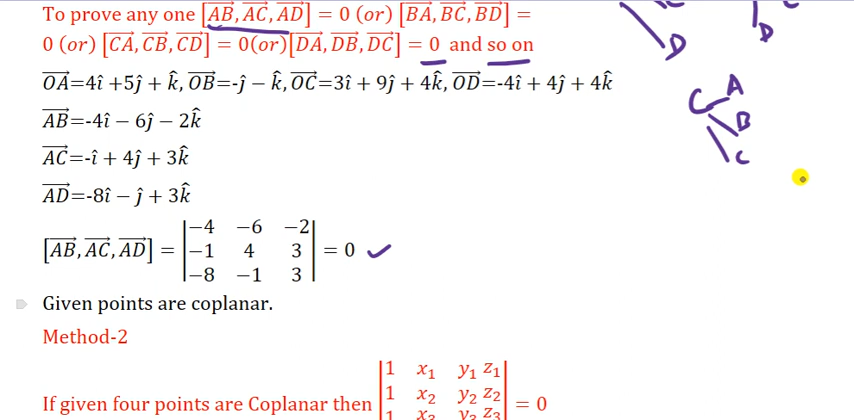 To prove any one [AB, AC, AD] = 0 (or) [BA, BC, BD] =
0 (or) [CA, CB, CD] = 0(or)[DA, DB, DC] = 0 and so on
D
D
OA=4î +5ĵ + k̂, OB=-ĵ − k̂, OC=3î + 9ĵ + 4k̂, OD=-4î + 4ĵ + 4k̂
C A
B
C
AB=-4î − 6ĵ − 2k̂
AC=-î + 4ĵ + 3k̂
AD=-8î − ĵ + 3k̂
[AB, AC, AD] = |−4 −6 −2|
|−1 4 3| = 0 ✓
|−8 −1 3|
Given points are coplanar.
Method-2
|1 x₁ y₁ z₁|
|1 x₂ y₂ z₂|
If given four points are Coplanar then = 0
|1 x₃ y₃ z₃|